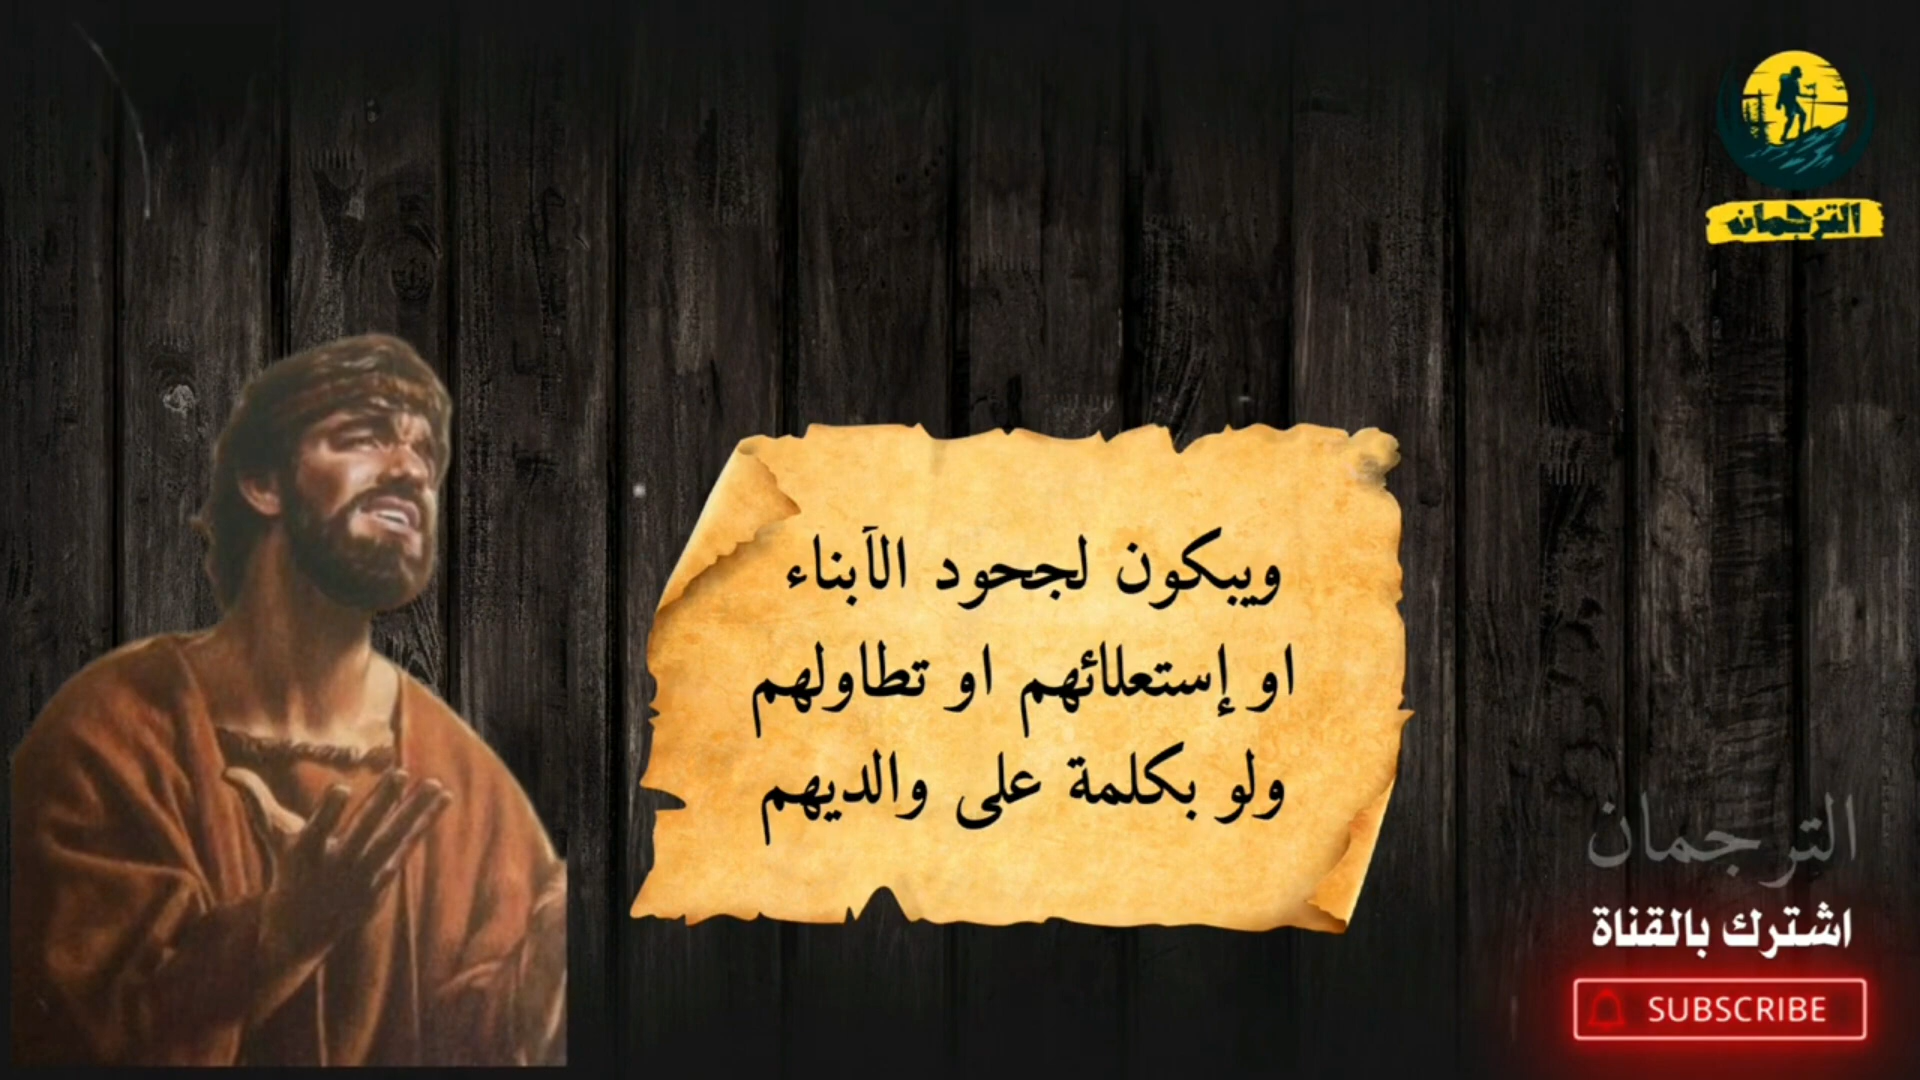 الترجمان
ويبكون لجحود الآبناء
او إستعلائهم او تطاولهم
ولو بكلمة على والديهم
الترجمان
اشترك بالقناة
SUBSCRIBE